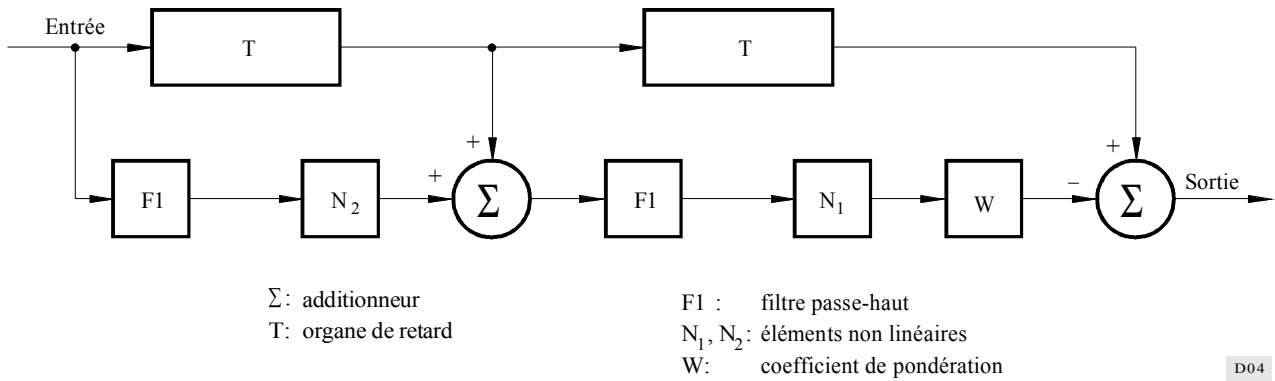 Entrée
T
T
+
+
+
–
F1
N2
Σ
F1
N1
W
Σ
Sortie
Σ: additionneur
T: organe de retard
F1 : filtre passe-haut
N1, N2: éléments non linéaires
W: coefficient de pondération
D04